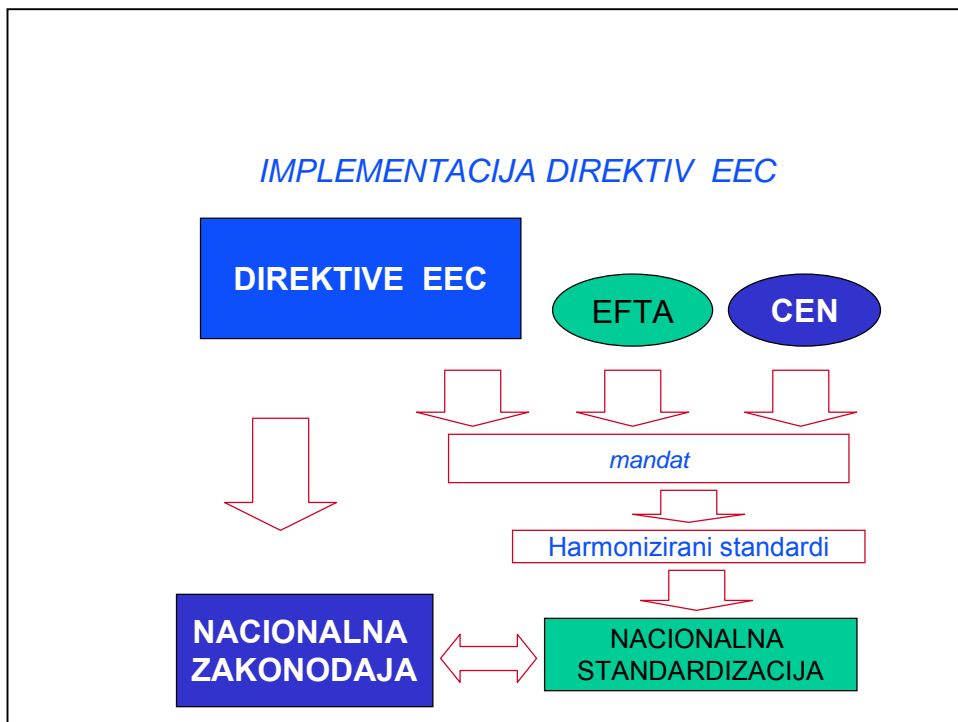 IMPLEMENTACIJA DIREKTIV EEC
DIREKTIVE EEC
EFTA
CEN
mandat
Harmonizirani standardi
NACIONALNA
ZAKONODAJA
NACIONALNA
STANDARDIZACIJA